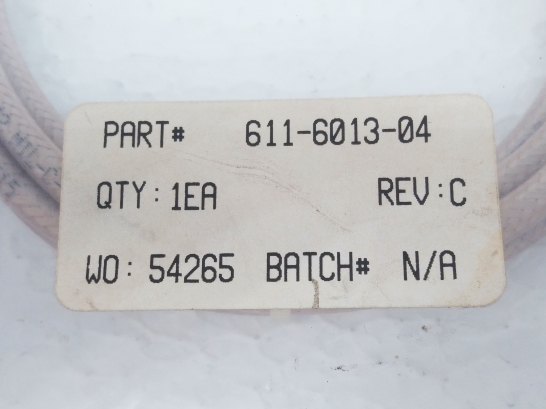 PART# 611-6013-04
QTY: 1EA REV:C
WO: 54265 BATCH# N/A